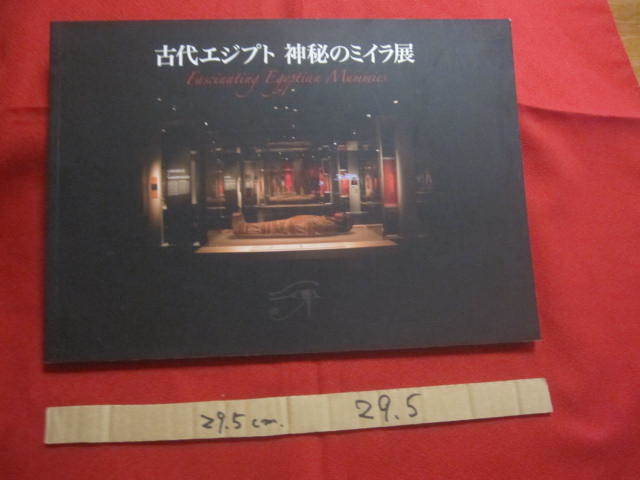 古代エジプト 神秘のミイラ展
Fascinating Egyptian Mummies
29.5cm. 29.5